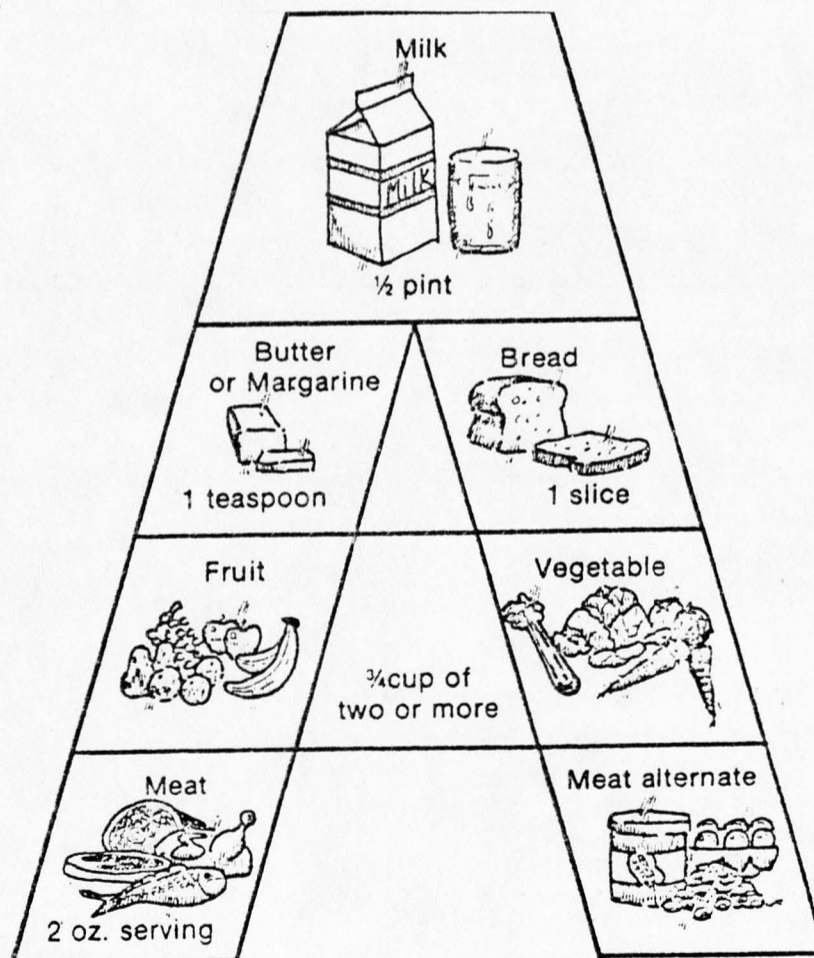 Milk
Milk
½ pint
Butter
or Margarine
1 teaspoon
Bread
1 slice
Fruit
Vegetable
¾cup of
two or more
Meat
2 oz. serving
Meat alternate